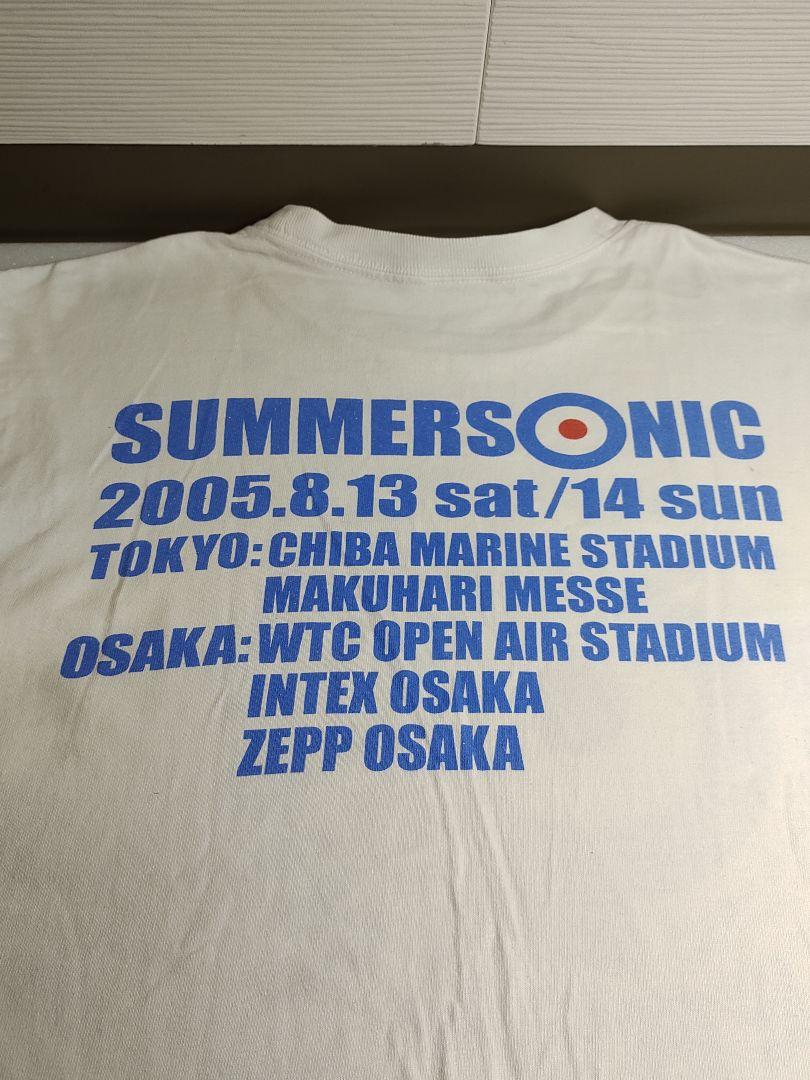 SUMMERSONIC
2005.8.13 sat/14 sun
TOKYO: CHIBA MARINE STADIUM
MAKUHARI MESSE
OSAKA: WTC OPEN AIR STADIUM
INTEX OSAKA
ZEPP OSAKA